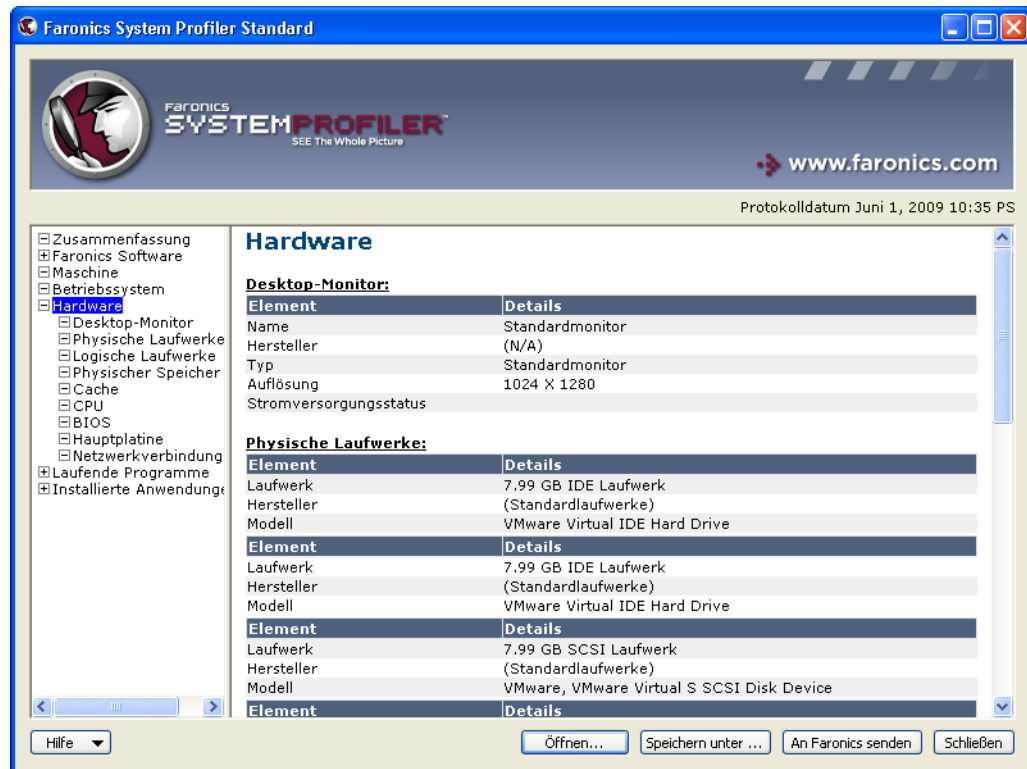 Faronics System Profiler Standard
Faronics
SYSTEMPROFILER™
SEE The Whole Picture
www.faronics.com
Protokolldatum Juni 1, 2009 10:35 PS
Zusammenfassung
Faronics Software
Maschine
Betriebssystem
Hardware
Desktop-Monitor
Physische Laufwerke
Logische Laufwerke
Physischer Speicher
Cache
CPU
BIOS
Hauptplatine
Netzwerkverbindung
Laufende Programme
Installierte Anwendunge
Hardware
Desktop-Monitor:
Element Details
Name Standardmonitor
Hersteller (N/A)
Typ Standardmonitor
Auflösung 1024 X 1280
Stromversorgungsstatus
Physische Laufwerke:
Element Details
Laufwerk 7.99 GB IDE Laufwerk
Hersteller (Standardlaufwerke)
Modell VMware Virtual IDE Hard Drive
Element Details
Laufwerk 7.99 GB IDE Laufwerk
Hersteller (Standardlaufwerke)
Modell VMware Virtual IDE Hard Drive
Element Details
Laufwerk 7.99 GB SCSI Laufwerk
Hersteller (Standardlaufwerke)
Modell VMware, VMware Virtual S SCSI Disk Device
Element Details
Hilfe Öffnen... Speichern unter ... An Faronics senden Schließen